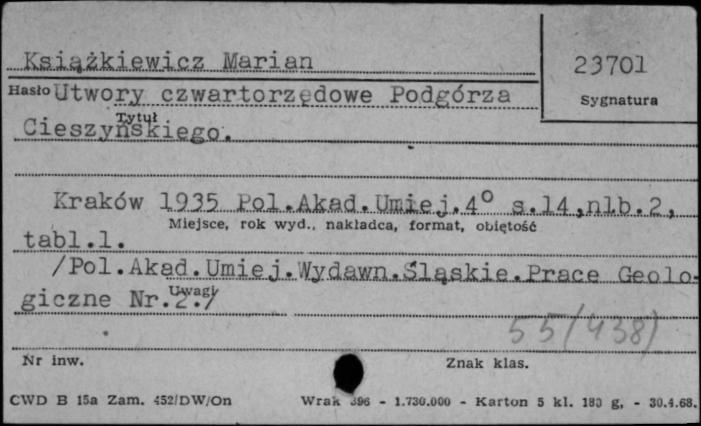 Książkiewicz Marian
23701
Hasło Utwory czwartorzędowe Podgórza
Sygnatura
Tytuł
Cieszyńskiego.
Kraków 1935 Pol.Akad.Umiej.4° s.14,nlb.2,
Miejsce, rok wyd., nakładca, format, objętość
tabl.1.
/Pol.Akad.Umiej.Wydawn.Śląskie.Prace Geolo-
Uwagi
giczne Nr.2./
55/(438)
Nr inw.
Znak klas.
CWD B 15a Zam. 452/DW/On
Wrak 396 - 1.730.000 - Karton 5 kl. 180 g. - 30.4.68.